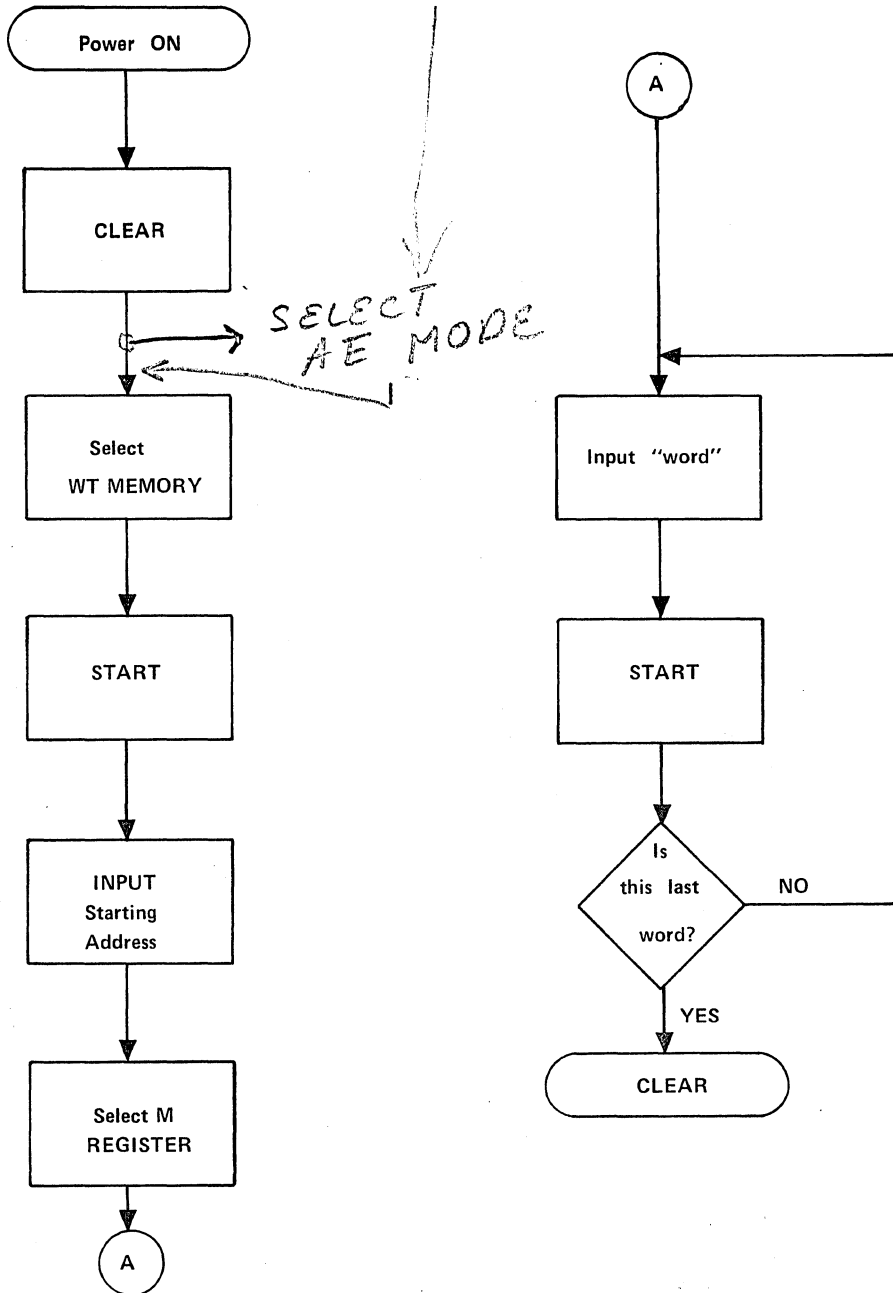 Power ON
CLEAR
SELECT
AE MODE
Select
WT MEMORY
START
INPUT
Starting
Address
Select M
REGISTER
A
A
Input "word"
START
Is
this last
word?
NO
YES
CLEAR